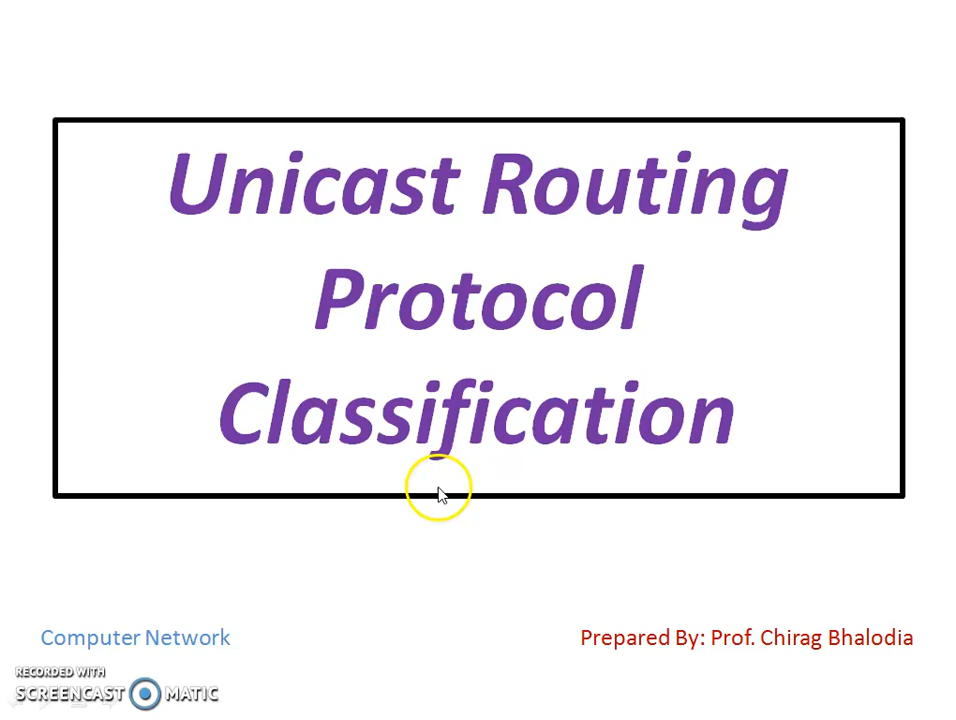 Unicast Routing
Protocol
Classification
Computer Network
Prepared By: Prof. Chirag Bhalodia
RECORDED WITH
SCREENCAST MATIC